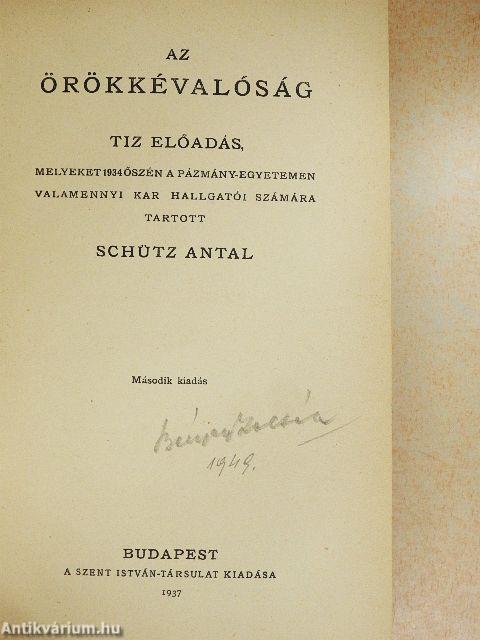 AZ
ÖRÖKKÉVALÓSÁG
TIZ ELŐADÁS,
MELYEKET 1934 ŐSZÉN A PÁZMÁNY-EGYETEMEN
VALAMENNYI KAR HALLGATÓI SZÁMÁRA
TARTOTT
SCHÜTZ ANTAL
Második kiadás
1949.
BUDAPEST
A SZENT ISTVÁN-TÁRSULAT KIADÁSA
1937
Antikvárium.hu